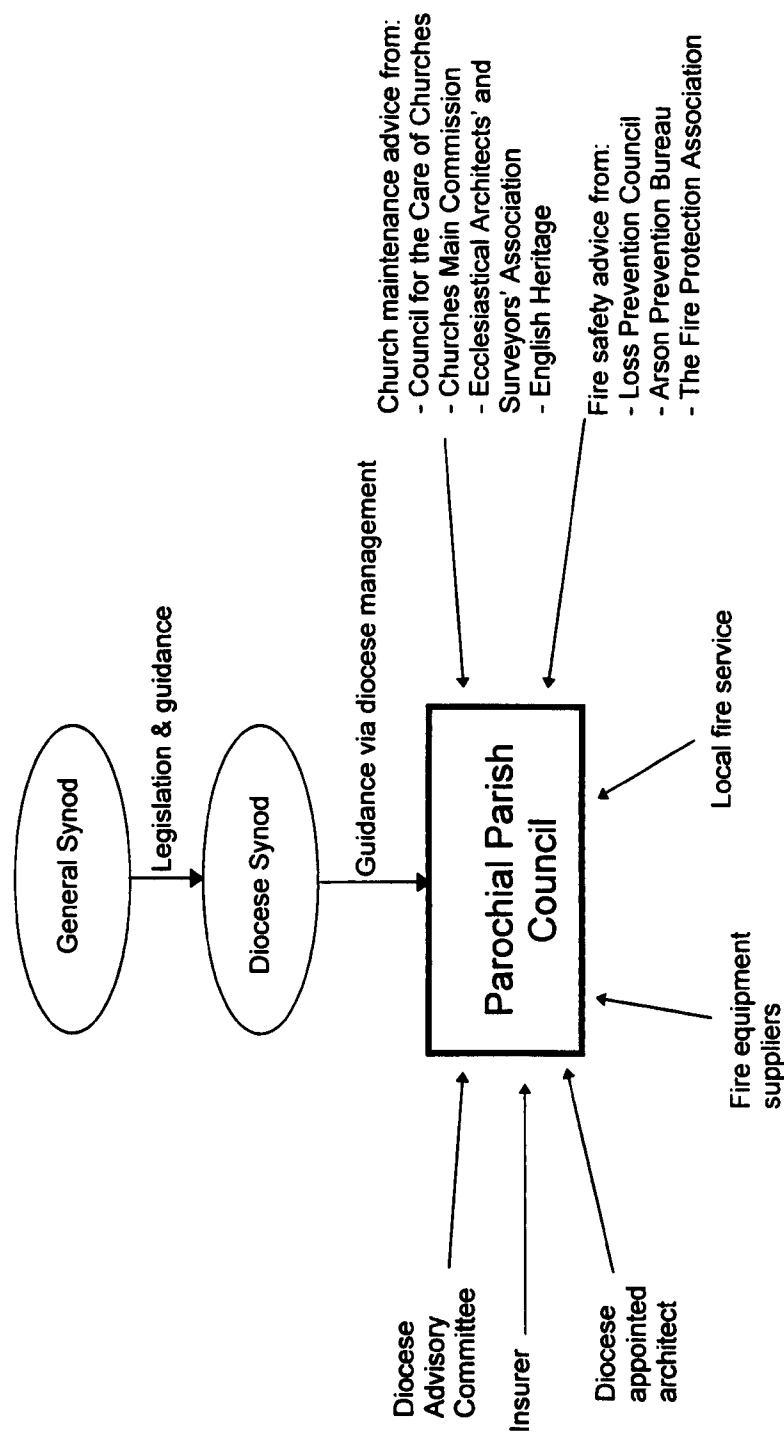 General Synod
Legislation & guidance
Diocese Synod
Guidance via diocese management
Parochial Parish
Council
Diocese
Advisory
Committee
Insurer
Diocese
appointed
architect
Fire equipment
suppliers
Local fire service
Church maintenance advice from:
- Council for the Care of Churches
- Churches Main Commission
- Ecclesiastical Architects' and
Surveyors' Association
- English Heritage
Fire safety advice from:
- Loss Prevention Council
- Arson Prevention Bureau
- The Fire Protection Association